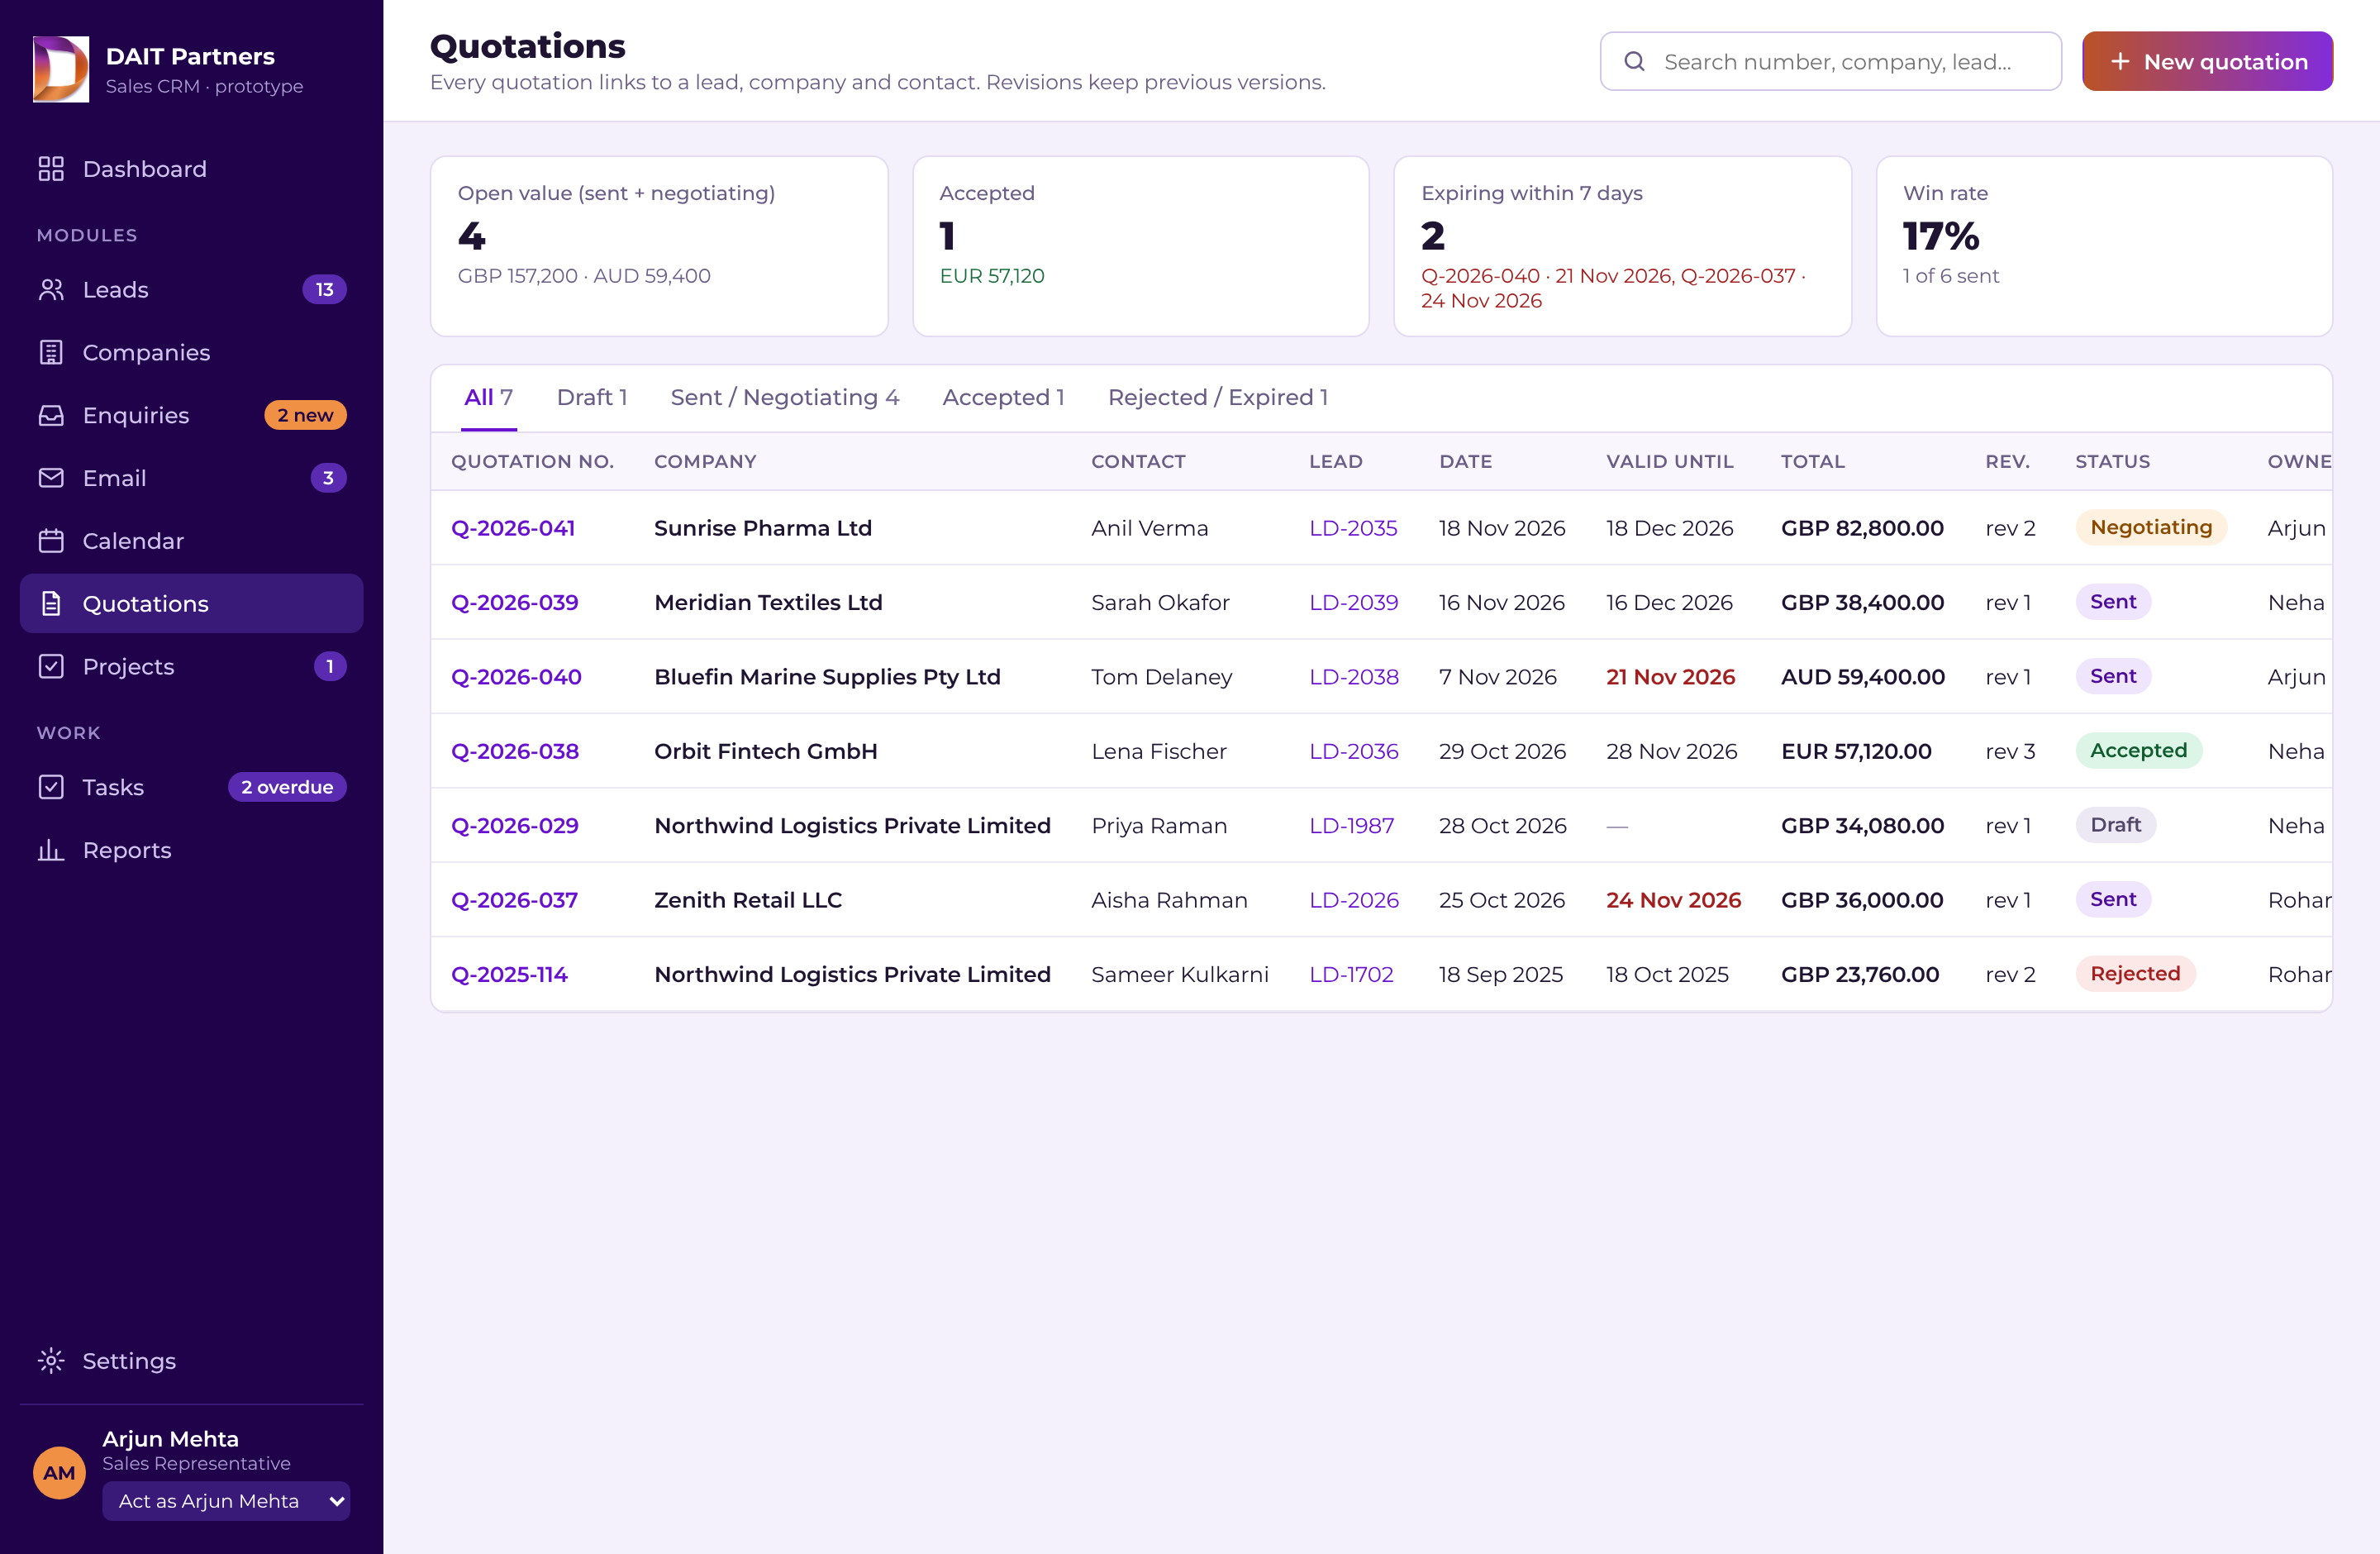 DAIT Partners
Sales CRM · prototype
Dashboard
MODULES
Leads 13
Companies
Enquiries 2 new
Email 3
Calendar
Quotations
Projects 1
WORK
Tasks 2 overdue
Reports
Settings
AM
Arjun Mehta
Sales Representative
Act as Arjun Mehta
Quotations
Every quotation links to a lead, company and contact. Revisions keep previous versions.
Search number, company, lead...
+ New quotation
Open value (sent + negotiating)
4
GBP 157,200 · AUD 59,400
Accepted
1
EUR 57,120
Expiring within 7 days
2
Q-2026-040 · 21 Nov 2026, Q-2026-037 ·
24 Nov 2026
Win rate
17%
1 of 6 sent
All 7 Draft 1 Sent / Negotiating 4 Accepted 1 Rejected / Expired 1
QUOTATION NO. COMPANY CONTACT LEAD DATE VALID UNTIL TOTAL REV. STATUS OWNE
Q-2026-041 Sunrise Pharma Ltd Anil Verma LD-2035 18 Nov 2026 18 Dec 2026 GBP 82,800.00 rev 2 Negotiating Arjun
Q-2026-039 Meridian Textiles Ltd Sarah Okafor LD-2039 16 Nov 2026 16 Dec 2026 GBP 38,400.00 rev 1 Sent Neha
Q-2026-040 Bluefin Marine Supplies Pty Ltd Tom Delaney LD-2038 7 Nov 2026 21 Nov 2026 AUD 59,400.00 rev 1 Sent Arjun
Q-2026-038 Orbit Fintech GmbH Lena Fischer LD-2036 29 Oct 2026 28 Nov 2026 EUR 57,120.00 rev 3 Accepted Neha
Q-2026-029 Northwind Logistics Private Limited Priya Raman LD-1987 28 Oct 2026 — GBP 34,080.00 rev 1 Draft Neha
Q-2026-037 Zenith Retail LLC Aisha Rahman LD-2026 25 Oct 2026 24 Nov 2026 GBP 36,000.00 rev 1 Sent Rohan
Q-2025-114 Northwind Logistics Private Limited Sameer Kulkarni LD-1702 18 Sep 2025 18 Oct 2025 GBP 23,760.00 rev 2 Rejected Rohan